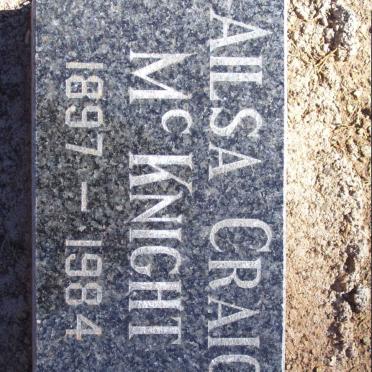 AILSA CRAIG
McKNIGHT
1897 — 1984